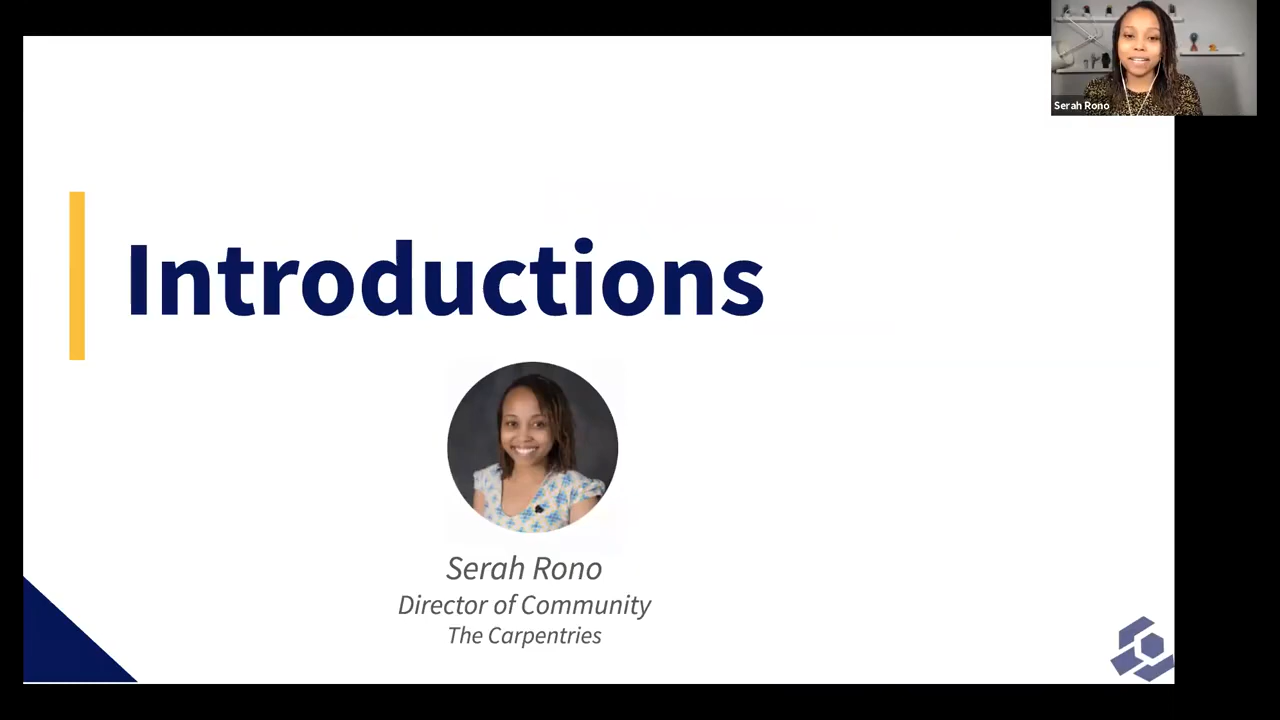 Serah Rono
Introductions
Serah Rono
Director of Community
The Carpentries